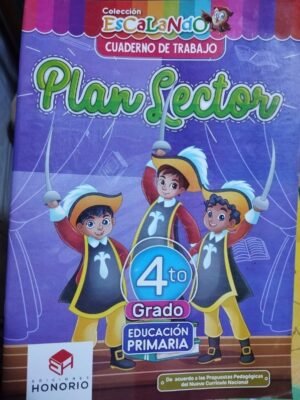 Colección
ESCALANDO
CUADERNO DE TRABAJO
Plan Lector
4to
Grado
EDUCACIÓN
PRIMARIA
EDICIONES
HONORIO
De acuerdo a las Propuestas Pedagógicas
del Nuevo Currículo Nacional